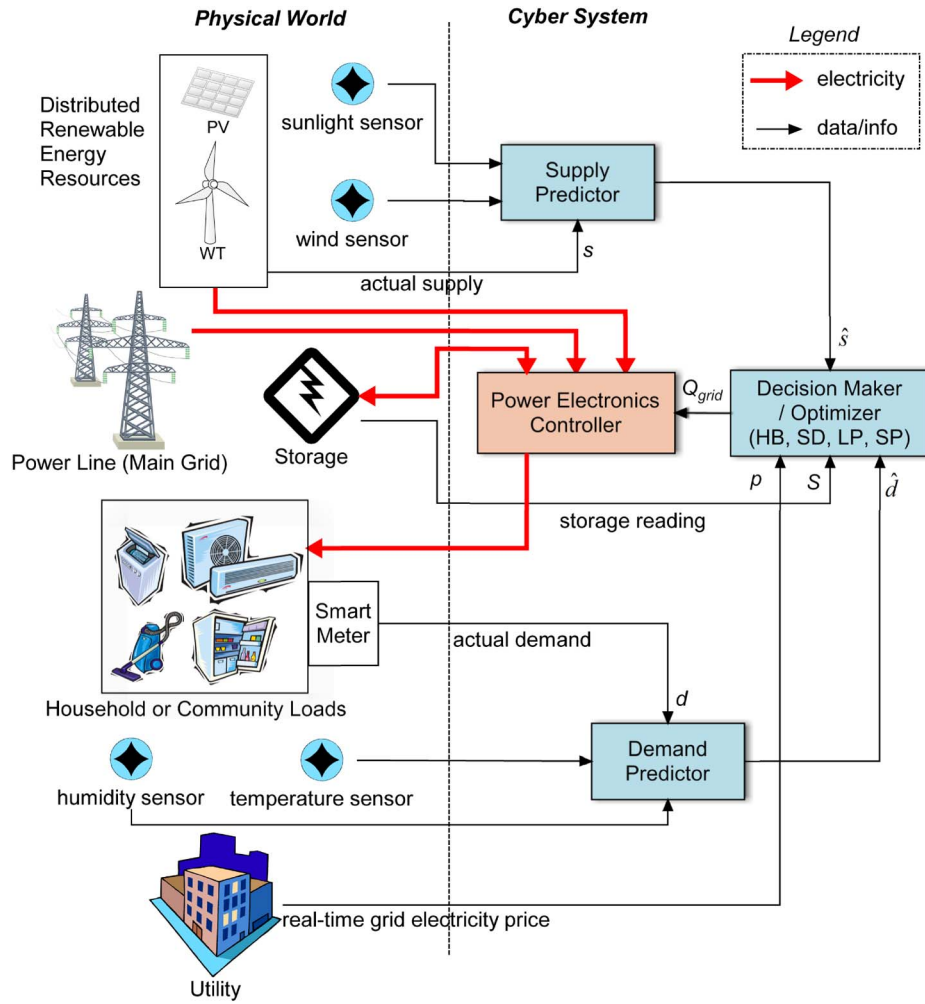 Physical World
Cyber System
Legend
electricity
data/info
Distributed
Renewable
Energy
Resources
PV
WT
sunlight sensor
wind sensor
Supply
Predictor
s
actual supply
ŝ
Power Line (Main Grid)
Storage
Power Electronics
Controller
Qgrid
Decision Maker
/ Optimizer
(HB, SD, LP, SP)
p
S
d̂
storage reading
Smart
Meter
actual demand
d
Household or Community Loads
Demand
Predictor
humidity sensor
temperature sensor
real-time grid electricity price
Utility